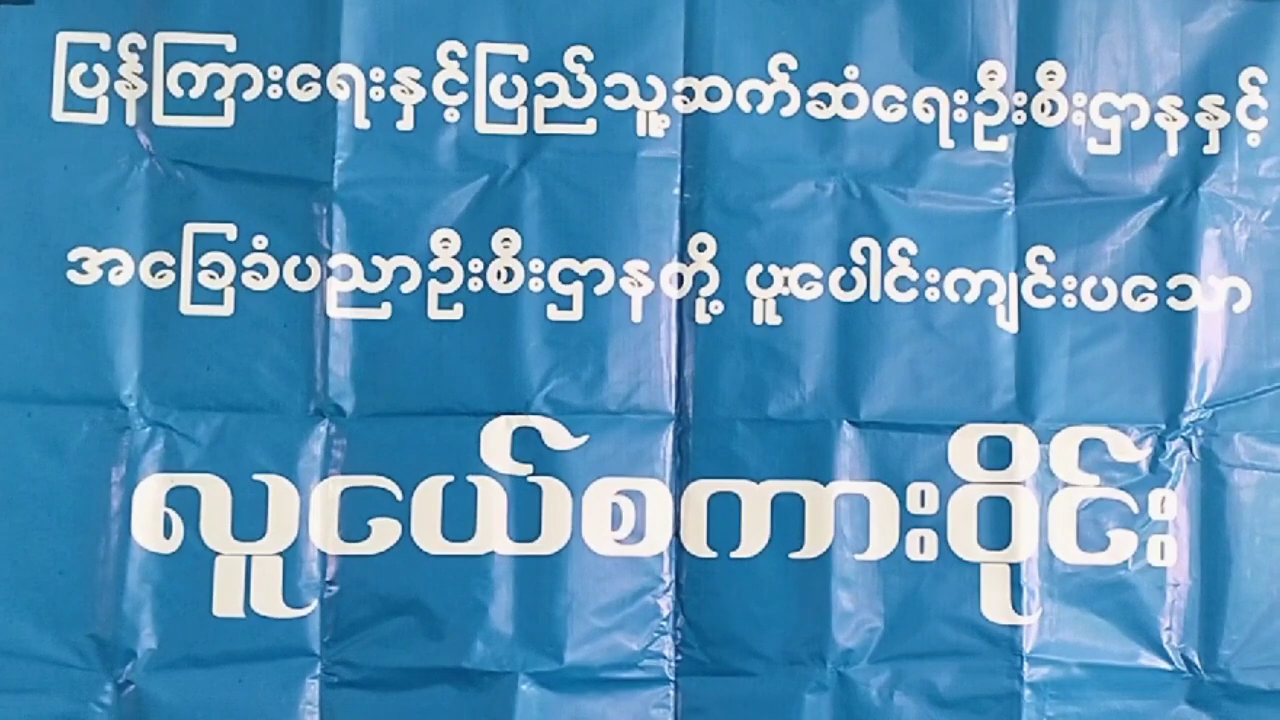 ပြန်ကြားရေးနှင့်ပြည်သူ့ဆက်ဆံရေးဦးစီးဌာနနှင့်
အခြေခံပညာဦးစီးဌာနတို့ ပူးပေါင်းကျင်းပသော
လူငယ်စကားဝိုင်း